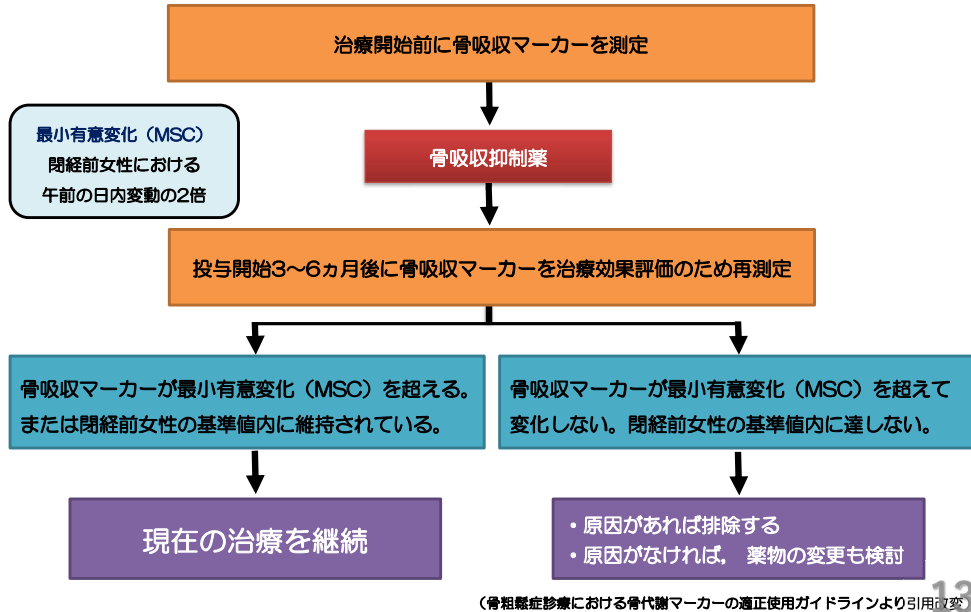 治療開始前に骨吸収マーカーを測定
最小有意変化（MSC）
閉経前女性における
午前の日内変動の2倍
骨吸収抑制薬
投与開始3〜6ヵ月後に骨吸収マーカーを治療効果評価のため再測定
骨吸収マーカーが最小有意変化（MSC）を超える。
または閉経前女性の基準値内に維持されている。
骨吸収マーカーが最小有意変化（MSC）を超えて
変化しない。閉経前女性の基準値内に達しない。
現在の治療を継続
・原因があれば排除する
・原因がなければ， 薬物の変更も検討
（骨粗鬆症診療における骨代謝マーカーの適正使用ガイドラインより引用改変
13